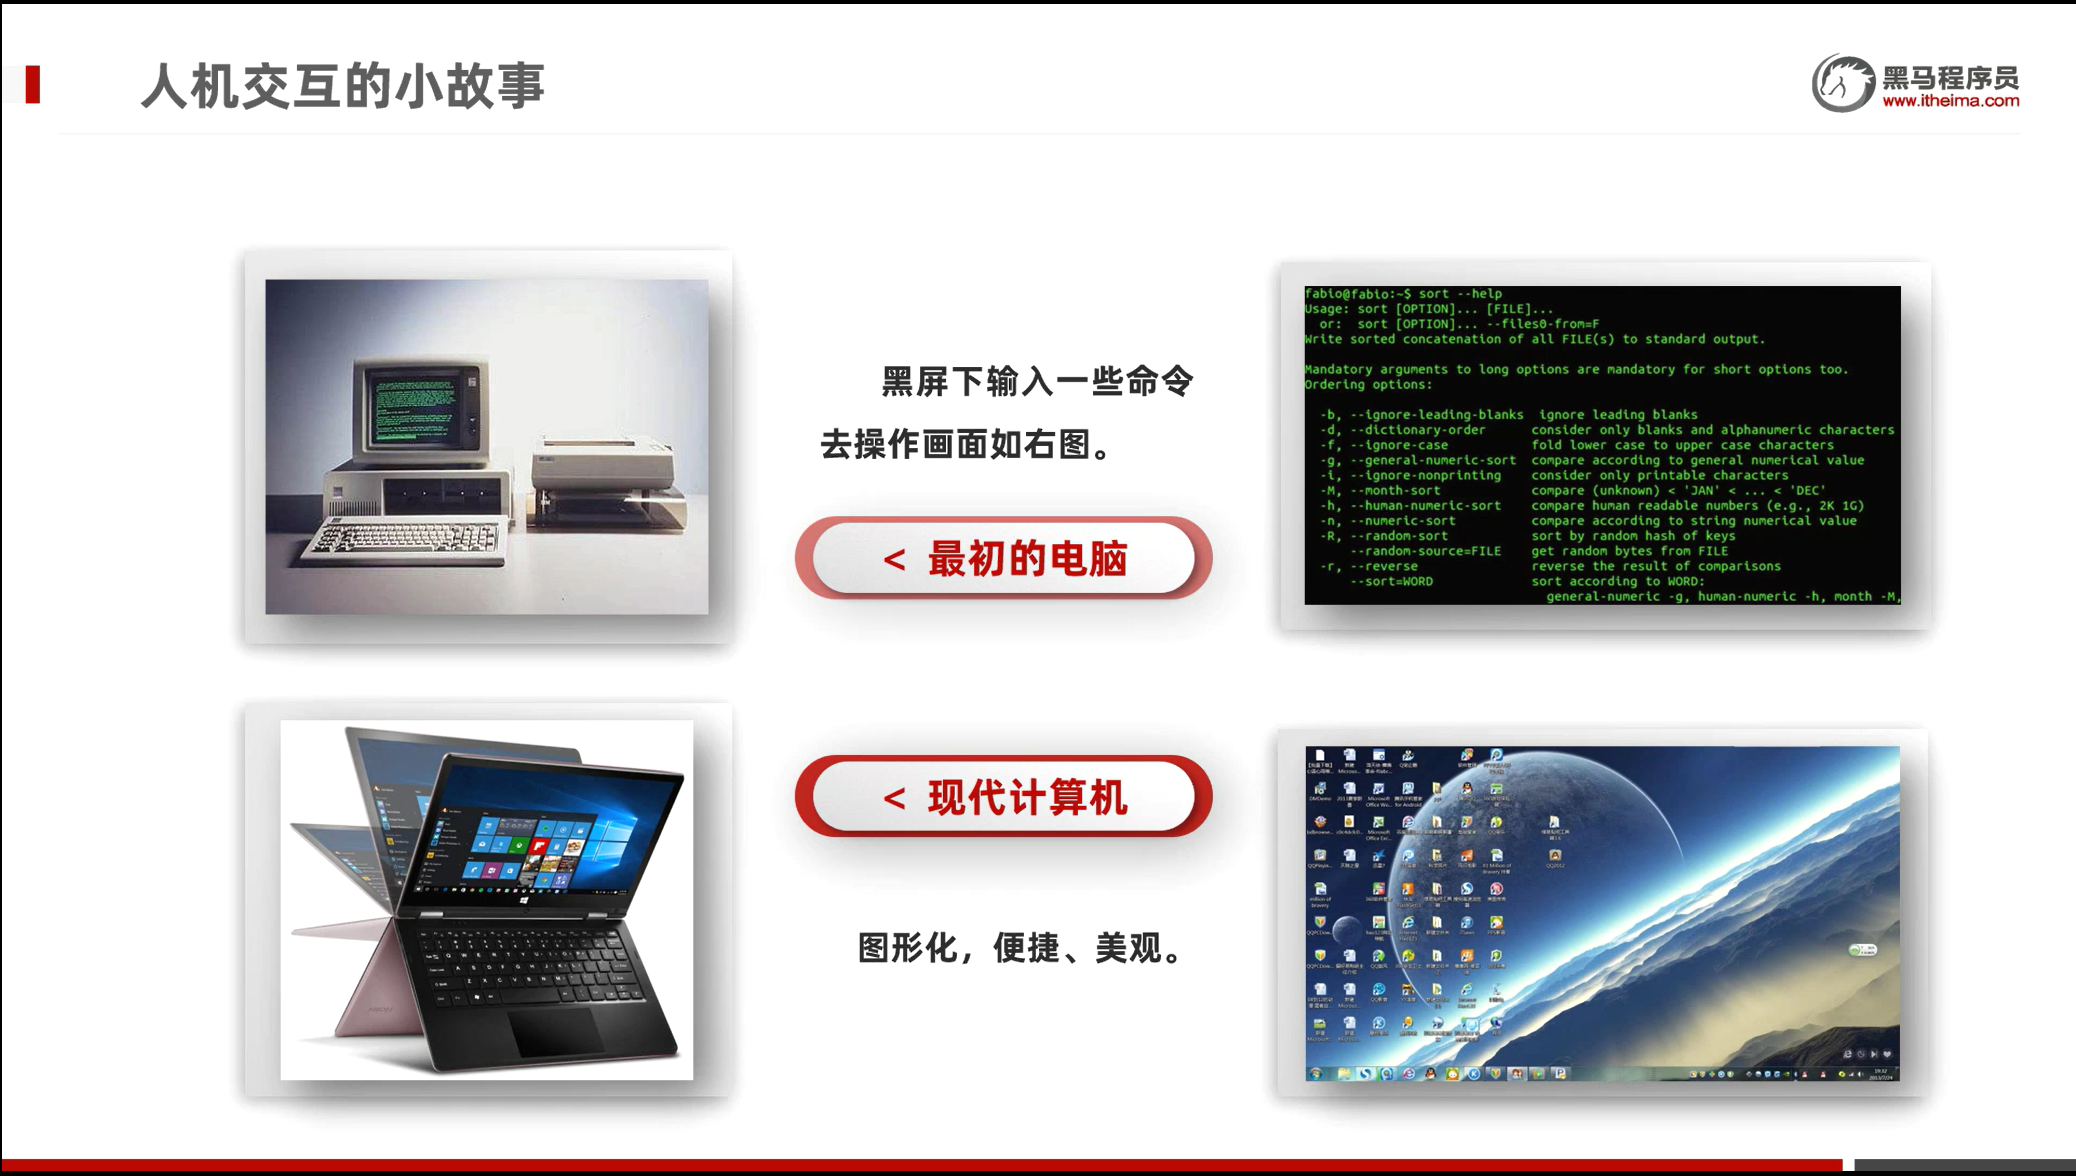 人机交互的小故事
黑马程序员
www.itheima.com
黑屏下输入一些命令
去操作画面如右图。
< 最初的电脑
fabio@fabio:~$ sort --help
Usage: sort [OPTION]... [FILE]...
or: sort [OPTION]... --files0-from=F
Write sorted concatenation of all FILE(s) to standard output.
Mandatory arguments to long options are mandatory for short options too.
Ordering options:
-b, --ignore-leading-blanks ignore leading blanks
-d, --dictionary-order consider only blanks and alphanumeric characters
-f, --ignore-case fold lower case to upper case characters
-g, --general-numeric-sort compare according to general numerical value
-i, --ignore-nonprinting consider only printable characters
-M, --month-sort compare (unknown) < 'JAN' < ... < 'DEC'
-h, --human-numeric-sort compare human readable numbers (e.g., 2K 1G)
-n, --numeric-sort compare according to string numerical value
-R, --random-sort sort by random hash of keys
--random-source=FILE get random bytes from FILE
-r, --reverse reverse the result of comparisons
--sort=WORD sort according to WORD:
general-numeric -g, human-numeric -h, month -M,
< 现代计算机
图形化，便捷、美观。